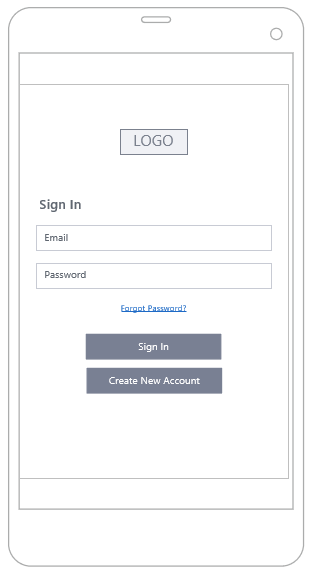 LOGO
Sign In
Email
Password
Forgot Password?
Sign In
Create New Account